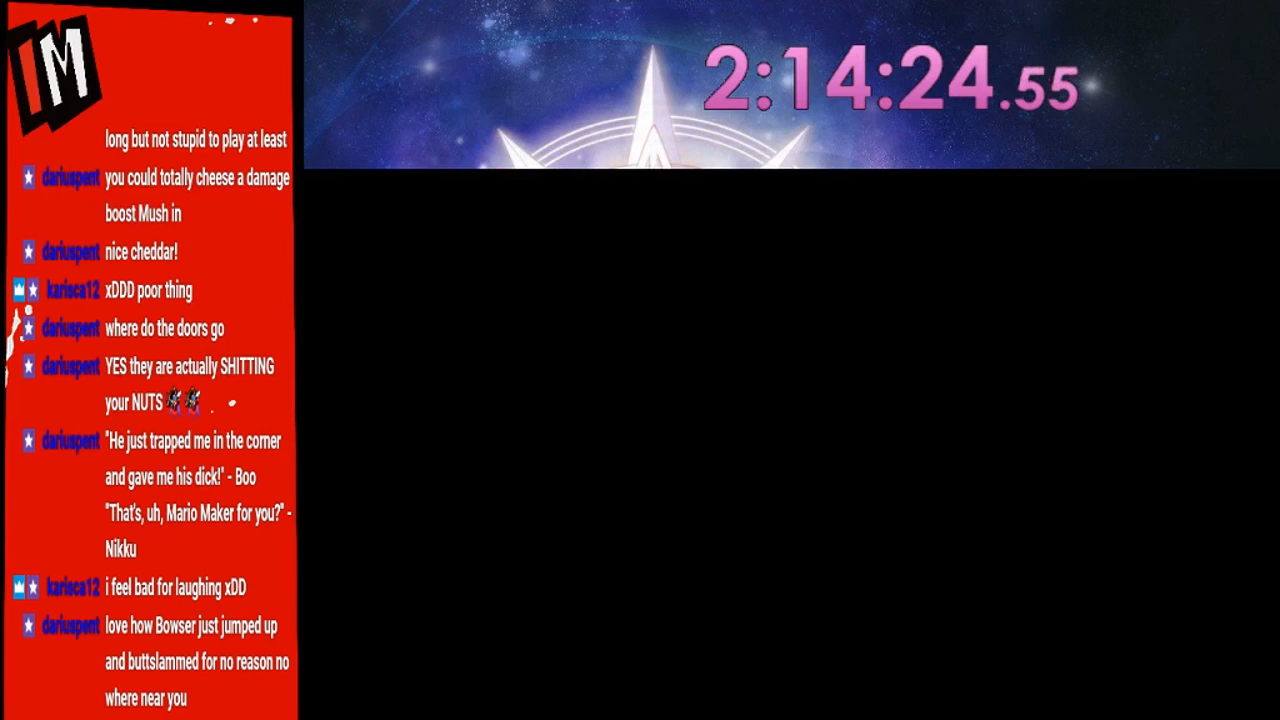 IM
2:14:24.55
long but not stupid to play at least
dariuspent you could totally cheese a damage
boost Mush in
dariuspent nice cheddar!
karisca12 xDDD poor thing
dariuspent where do the doors go
dariuspent YES they are actually SHITTING
your NUTS
dariuspent "He just trapped me in the corner
and gave me his dick!" - Boo
"That's, uh, Mario Maker for you?" -
Nikku
karisca12 i feel bad for laughing xDD
dariuspent love how Bowser just jumped up
and buttslammed for no reason no
where near you